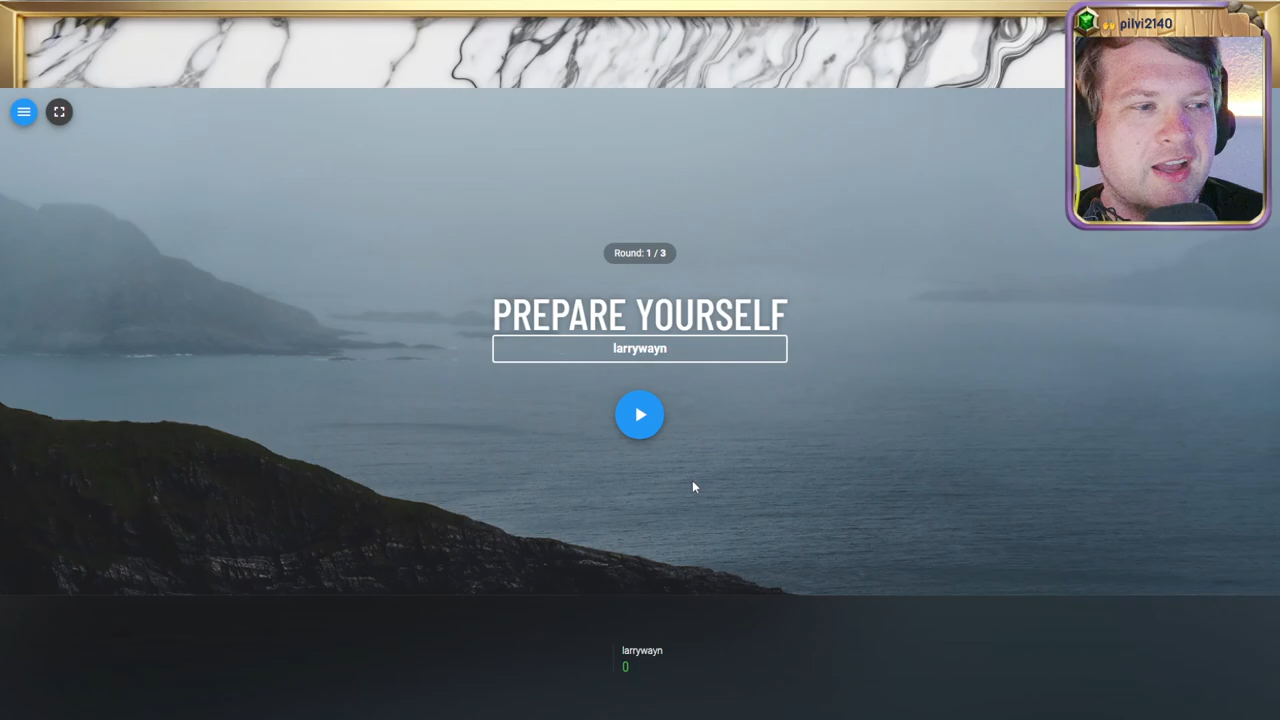 pilvi2140
Round: 1 / 3
PREPARE YOURSELF
larrywayn
larrywayn
0